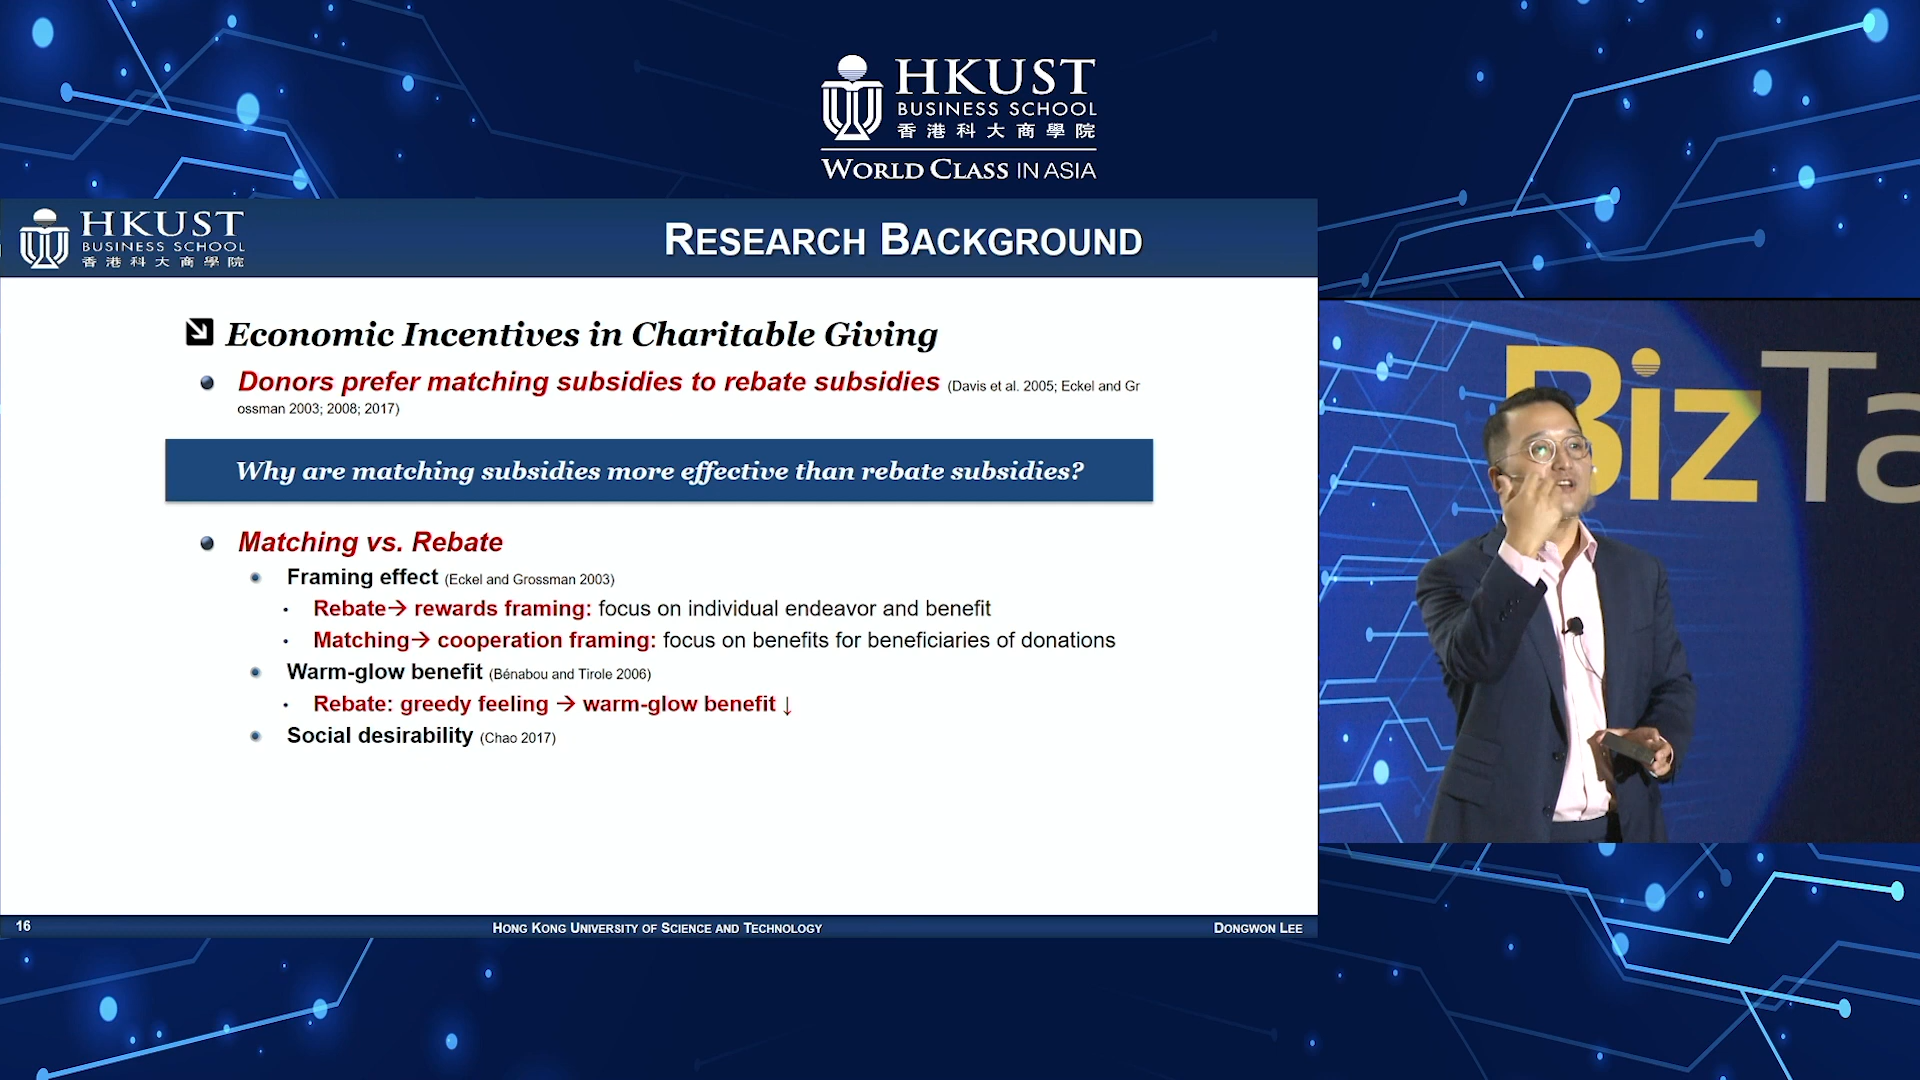 HKUST
BUSINESS SCHOOL
香港科大商學院
WORLD CLASS IN ASIA
HKUST
BUSINESS SCHOOL
香港科大商學院
RESEARCH BACKGROUND
Economic Incentives in Charitable Giving
Donors prefer matching subsidies to rebate subsidies (Davis et al. 2005; Eckel and Gr
ossman 2003; 2008; 2017)
Why are matching subsidies more effective than rebate subsidies?
Matching vs. Rebate
Framing effect (Eckel and Grossman 2003)
Rebate→ rewards framing: focus on individual endeavor and benefit
Matching→ cooperation framing: focus on benefits for beneficiaries of donations
Warm-glow benefit (Bénabou and Tirole 2006)
Rebate: greedy feeling → warm-glow benefit ↓
Social desirability (Chao 2017)
16
HONG KONG UNIVERSITY OF SCIENCE AND TECHNOLOGY
DONGWON LEE
BizTa